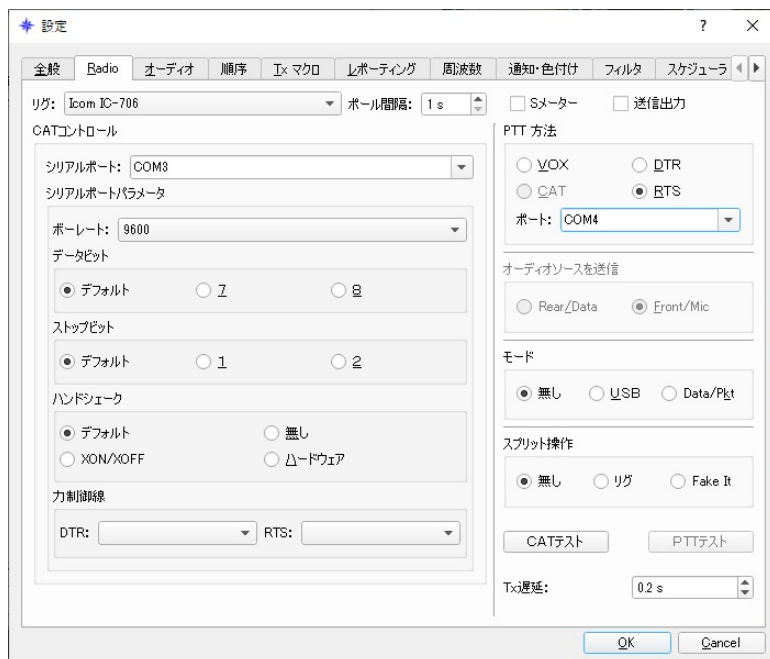 設定
全般 Radio オーディオ 順序 Tx マクロ レポーティング 周波数 通知・色付け フィルタ スケジューラ
リグ: Icom IC-706 ポール間隔: 1 s Sメーター 送信出力
CATコントロール
シリアルポート: COM3
シリアルポートパラメータ
ボーレート: 9600
データビット
デフォルト 7 8
ストップビット
デフォルト 1 2
ハンドシェーク
デフォルト 無し
XON/XOFF ハードウェア
力制御線
DTR: RTS:
PTT 方法
VOX DTR
CAT RTS
ポート: COM4
オーディオソースを送信
Rear/Data Front/Mic
モード
無し USB Data/Pkt
スプリット操作
無し リグ Fake It
CATテスト PTTテスト
Tx遅延: 0.2 s
OK Cancel